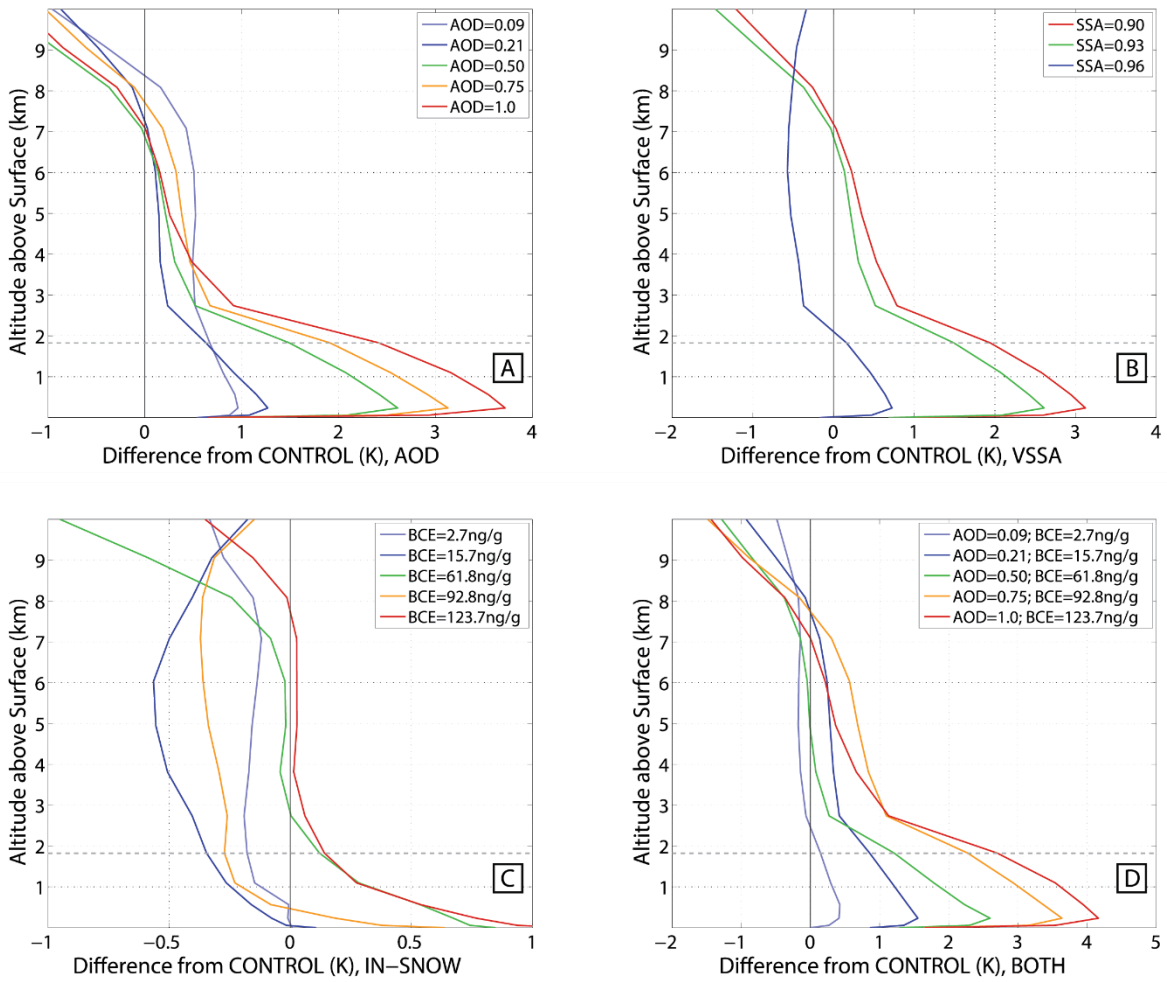 AOD=0.09
AOD=0.21
AOD=0.50
AOD=0.75
AOD=1.0
Altitude above Surface (km)
9
8
7
6
5
4
3
2
1
A
−1 0 1 2 3 4
Difference from CONTROL (K), AOD
SSA=0.90
SSA=0.93
SSA=0.96
Altitude above Surface (km)
9
8
7
6
5
4
3
2
1
B
−2 −1 0 1 2 3 4
Difference from CONTROL (K), VSSA
BCE=2.7ng/g
BCE=15.7ng/g
BCE=61.8ng/g
BCE=92.8ng/g
BCE=123.7ng/g
Altitude above Surface (km)
9
8
7
6
5
4
3
2
1
C
−1 −0.5 0 0.5 1
Difference from CONTROL (K), IN−SNOW
AOD=0.09; BCE=2.7ng/g
AOD=0.21; BCE=15.7ng/g
AOD=0.50; BCE=61.8ng/g
AOD=0.75; BCE=92.8ng/g
AOD=1.0; BCE=123.7ng/g
Altitude above Surface (km)
9
8
7
6
5
4
3
2
1
D
−2 −1 0 1 2 3 4 5
Difference from CONTROL (K), BOTH